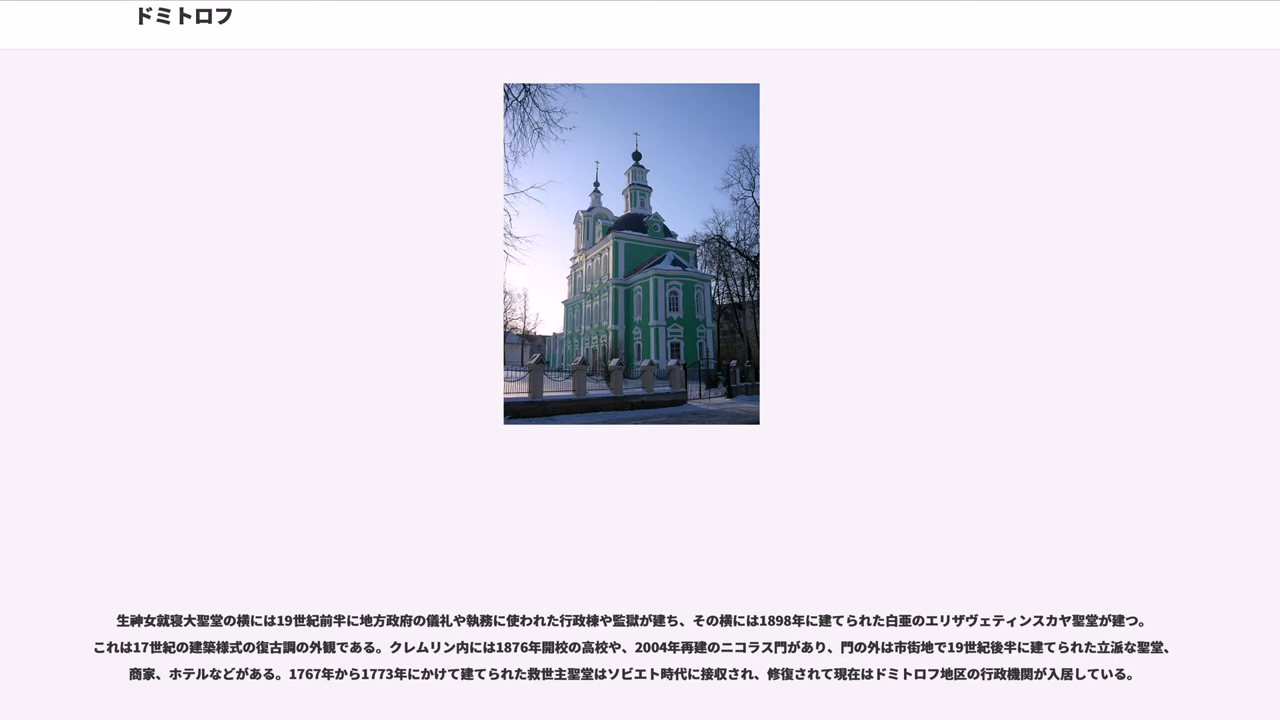 ドミトロフ
生神女就寝大聖堂の横には19世紀前半に地方政府の儀礼や執務に使われた行政棟や監獄が建ち、その横には1898年に建てられた白亜のエリザヴェティンスカヤ聖堂が建つ。
これは17世紀の建築様式の復古調の外観である。クレムリン内には1876年開校の高校や、2004年再建のニコラス門があり、門の外は市街地で19世紀後半に建てられた立派な聖堂、
商家、ホテルなどがある。1767年から1773年にかけて建てられた救世主聖堂はソビエト時代に接収され、修復されて現在はドミトロフ地区の行政機関が入居している。